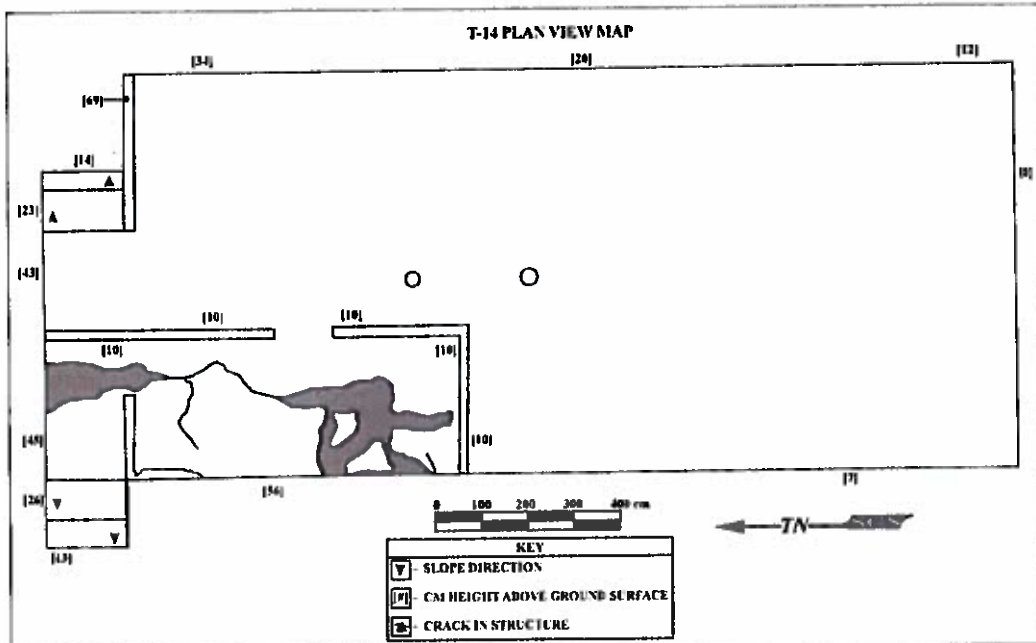 T-14 PLAN VIEW MAP
[34] [20] [12]
[69]
[14]
[8]
[23]
[43]
[10] [10]
[10] [10]
[45] [10]
[26] [56] [7]
0 100 200 300 400 cm
TN
[13]
KEY
- SLOPE DIRECTION
[#] - CM HEIGHT ABOVE GROUND SURFACE
- CRACK IN STRUCTURE